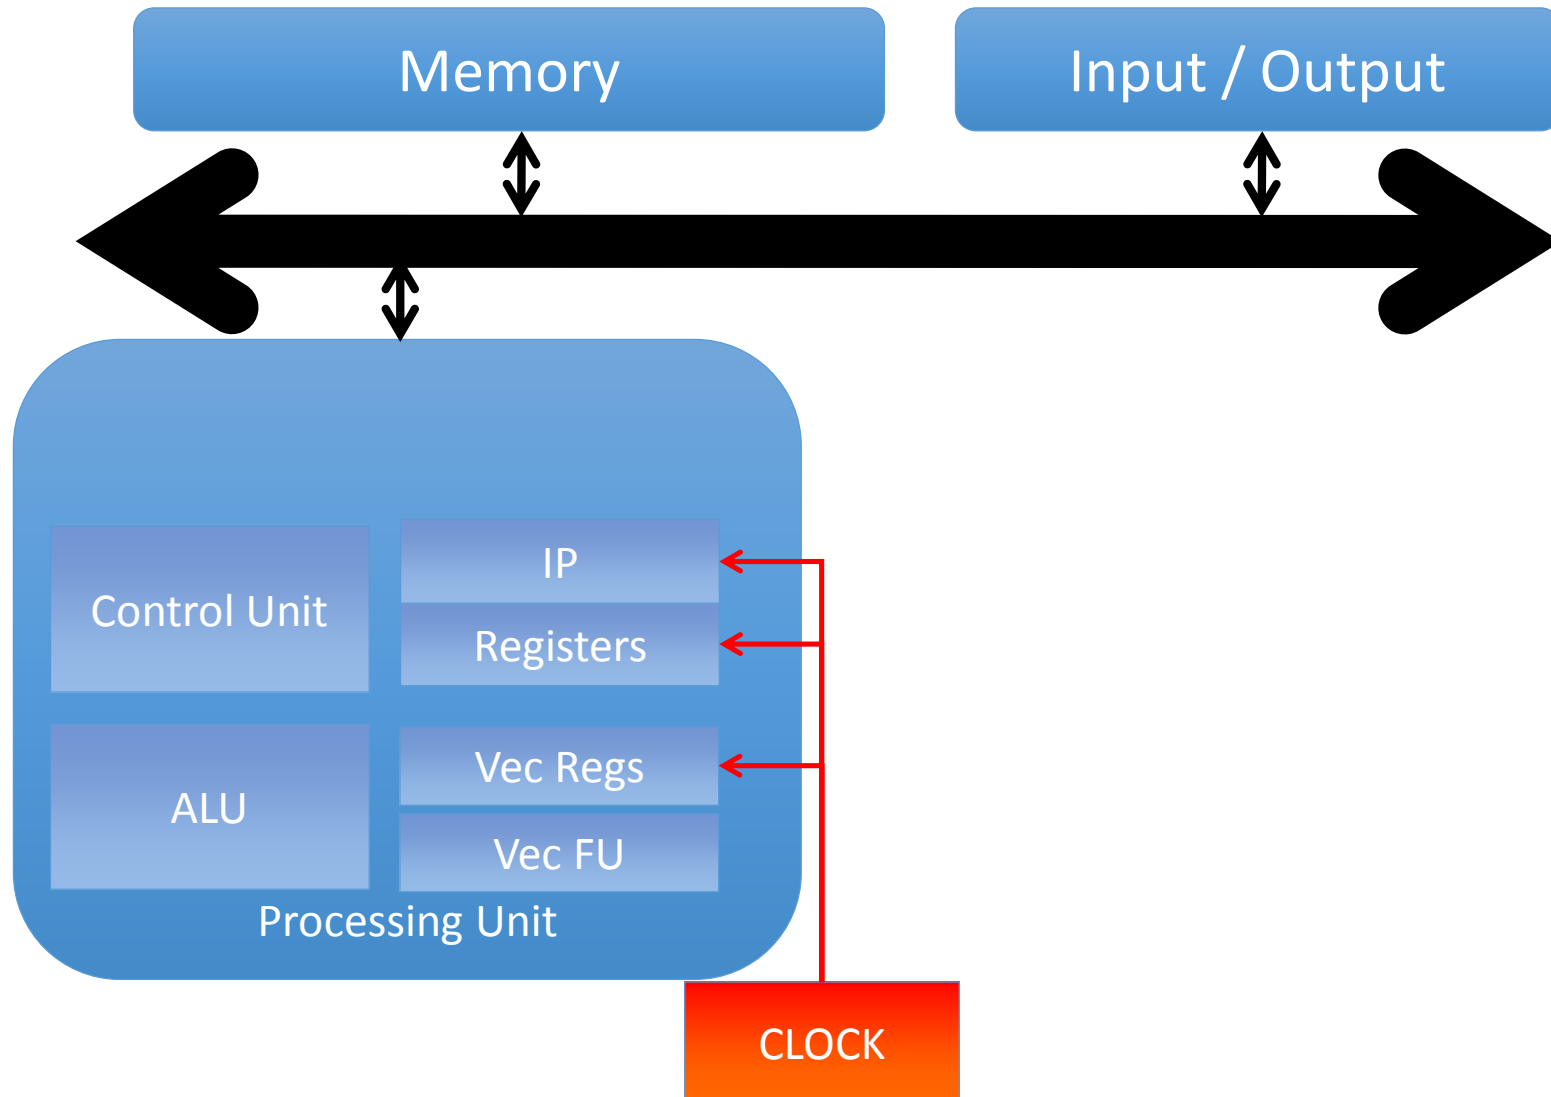 Memory
Input / Output
Control Unit
IP
Registers
ALU
Vec Regs
Vec FU
Processing Unit
CLOCK